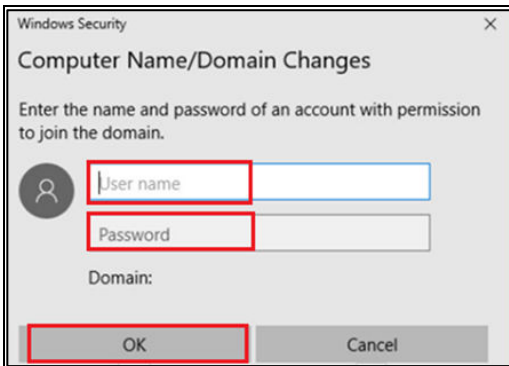 Windows Security
Computer Name/Domain Changes
Enter the name and password of an account with permission
to join the domain.
User name
Password
Domain:
OK Cancel